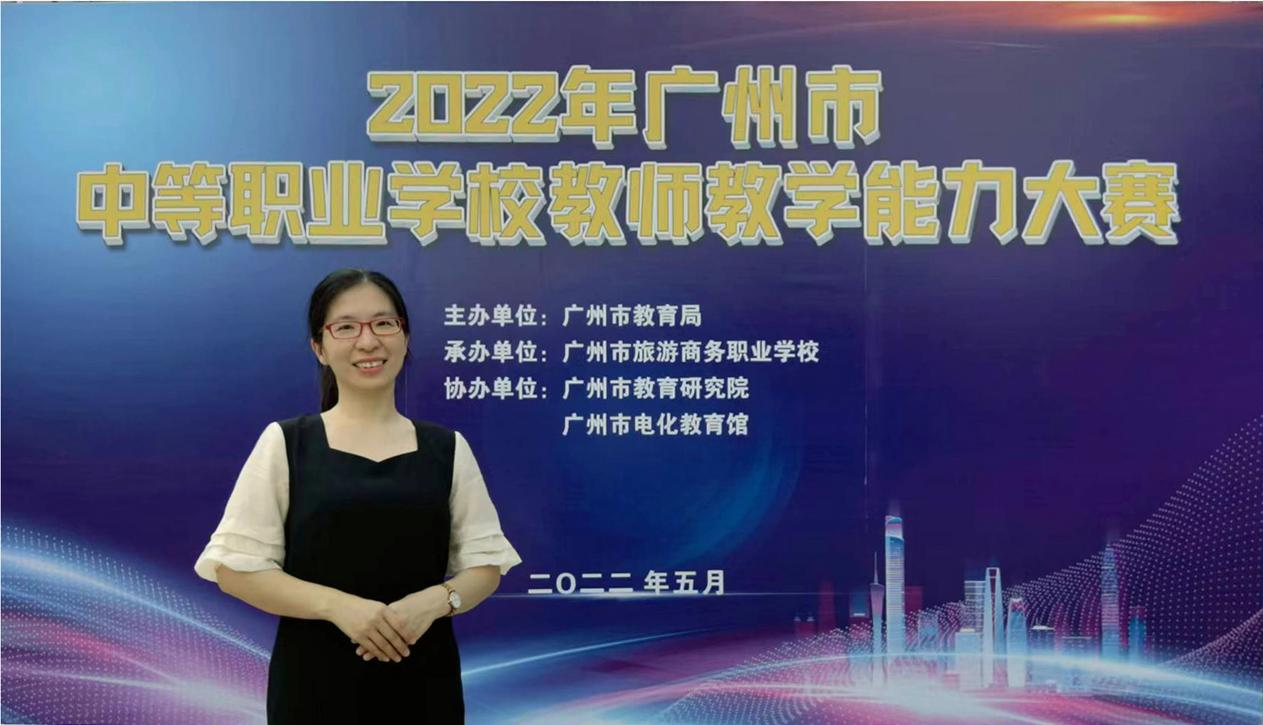 2022年广州市
中等职业学校教师教学能力大赛
主办单位：广州市教育局
承办单位：广州市旅游商务职业学校
协办单位：广州市教育研究院
广州市电化教育馆
二〇二二年五月